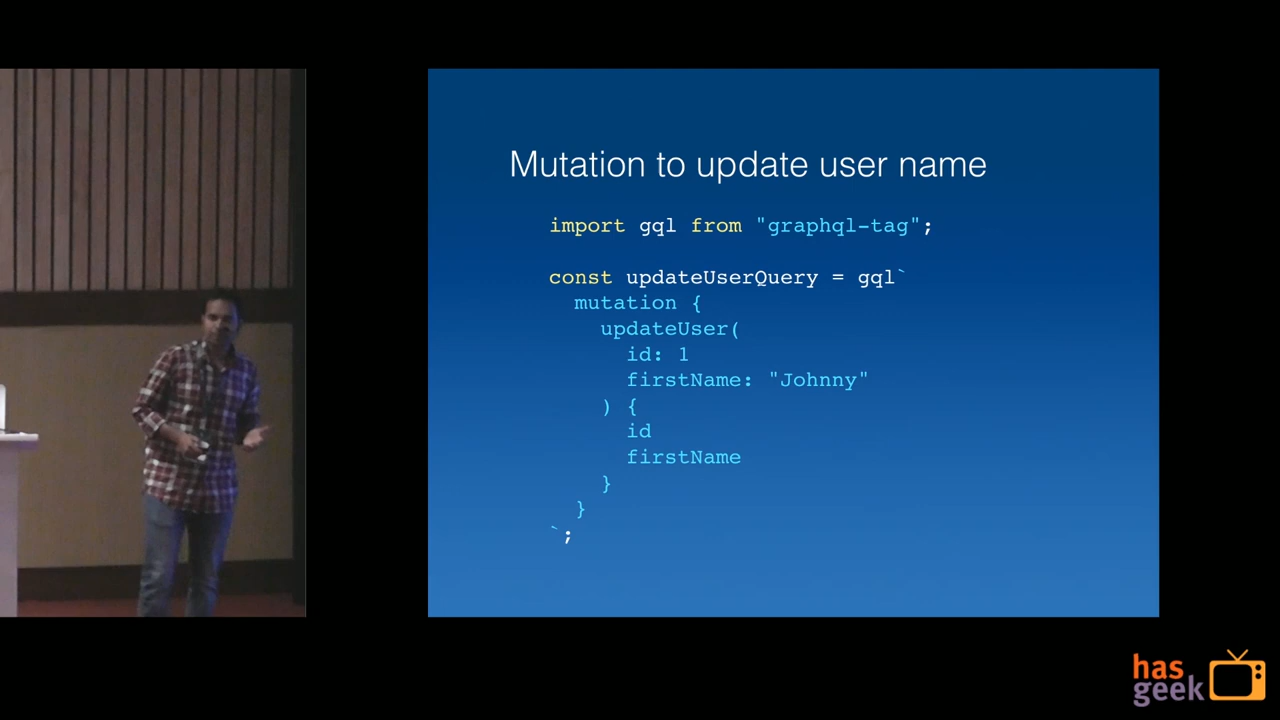 Mutation to update user name
import gql from "graphql-tag";
const updateUserQuery = gql`
mutation {
updateUser(
id: 1
firstName: "Johnny"
) {
id
firstName
}
}
`;
has
geek